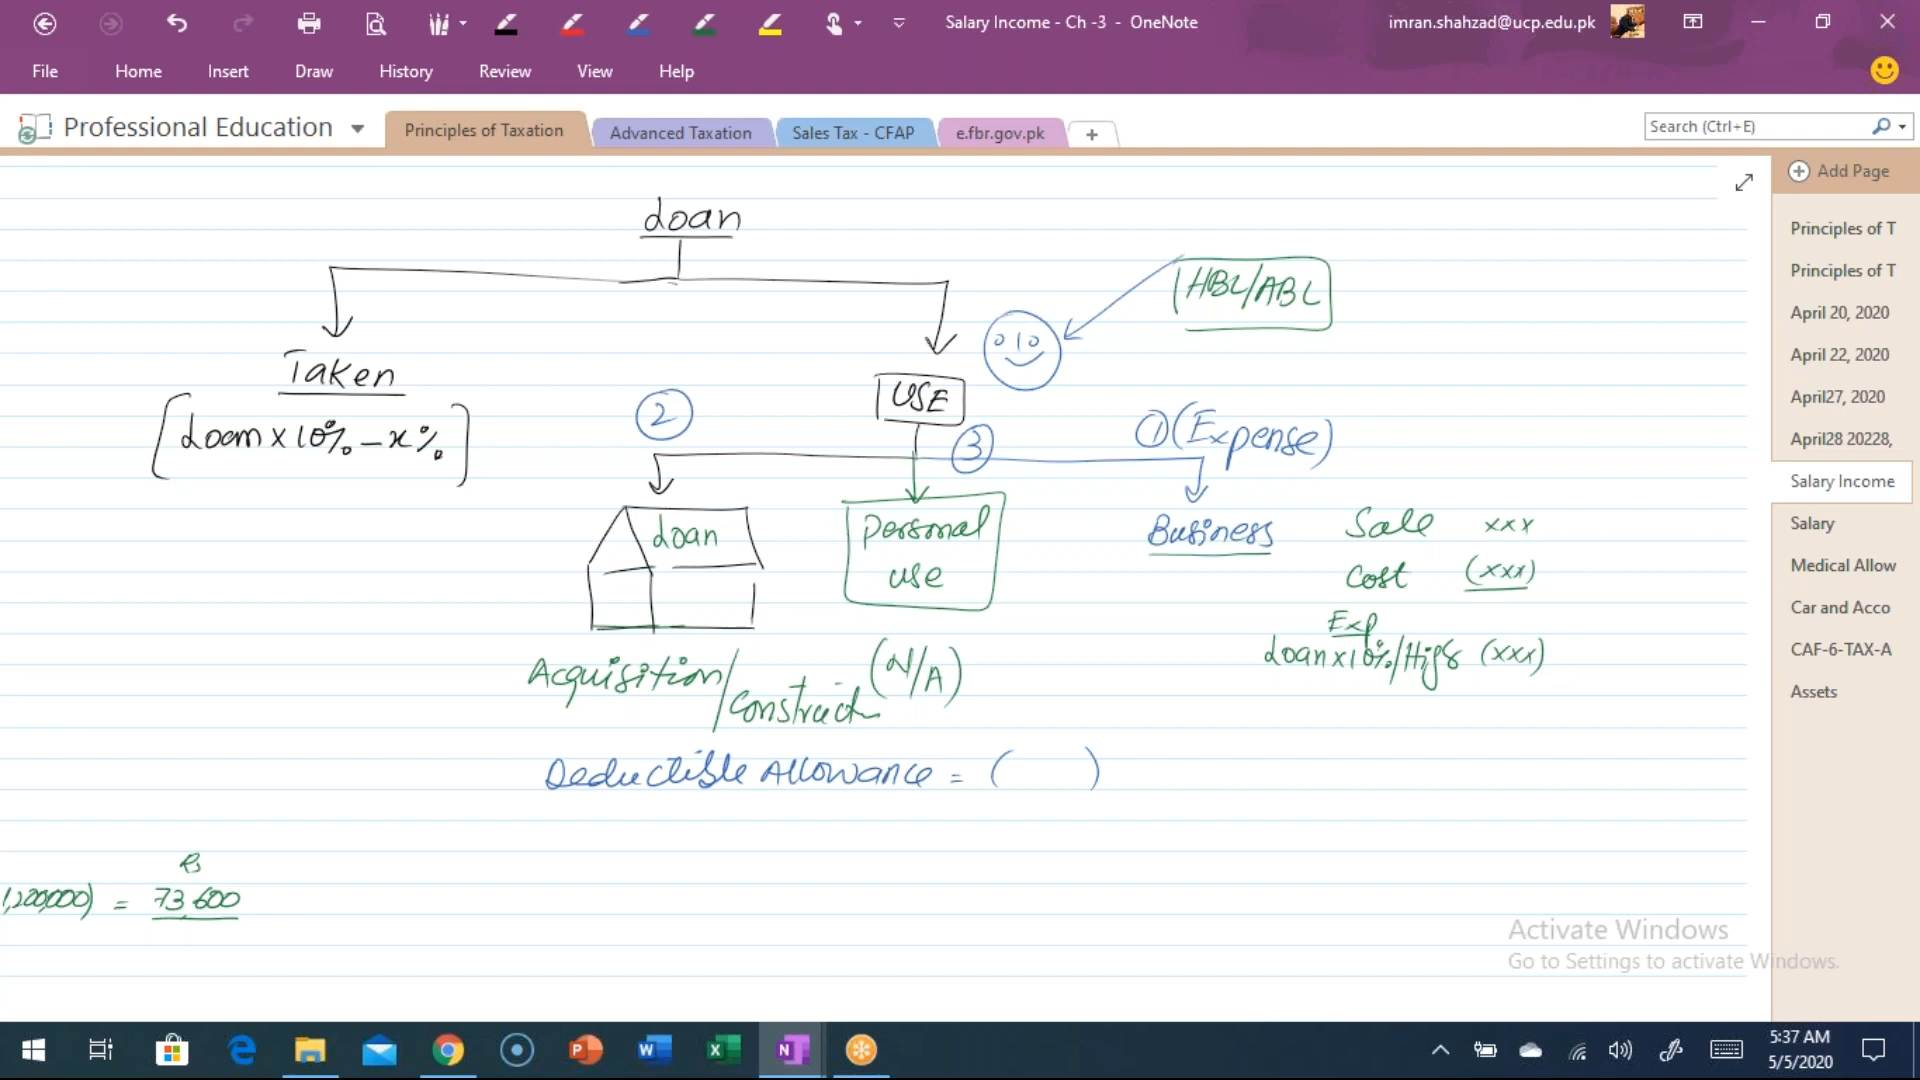 Salary Income - Ch -3 - OneNote
imran.shahzad@ucp.edu.pk
File Home Insert Draw History Review View Help
Professional Education
Principles of Taxation
Advanced Taxation
Sales Tax - CFAP
e.fbr.gov.pk
Search (Ctrl+E)
Add Page
Principles of T
Principles of T
April 20, 2020
April 22, 2020
April27, 2020
April28 20228,
Salary Income
Salary
Medical Allow
Car and Acco
CAF-6-TAX-A
Assets
Loan
HBL/ABL
Taken
USE
[Loan x 10% - x%]
2
3
1 (Expense)
Loan
Personal
use
Business
Sale xxx
Cost (xxx)
Exp
Loan x 10%/High (xxx)
Acquisition/
Construct
(N/A)
Deductible Allowance = ( )
Rs
1,200,000) = 73,600
Activate Windows
Go to Settings to activate Windows.
5:37 AM
5/5/2020